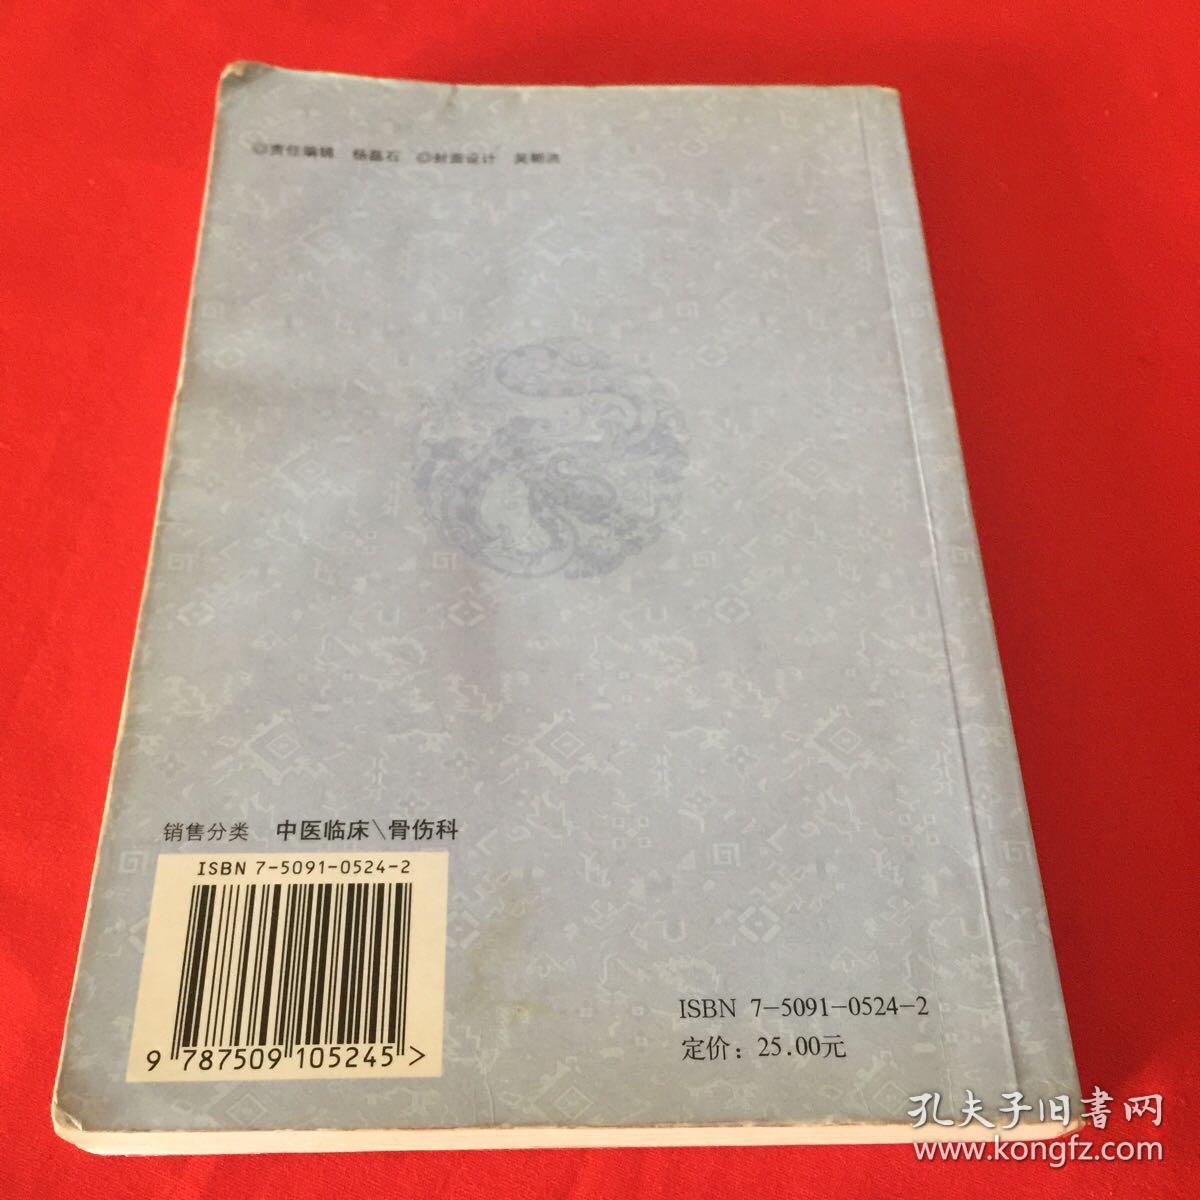 ◎责任编辑 杨磊石 ◎封面设计 吴朝洪
销售分类 中医临床\骨伤科
ISBN 7-5091-0524-2
9 787509 105245 >
ISBN 7-5091-0524-2
定价：25.00元
孔夫子旧書网
www.kongfz.com